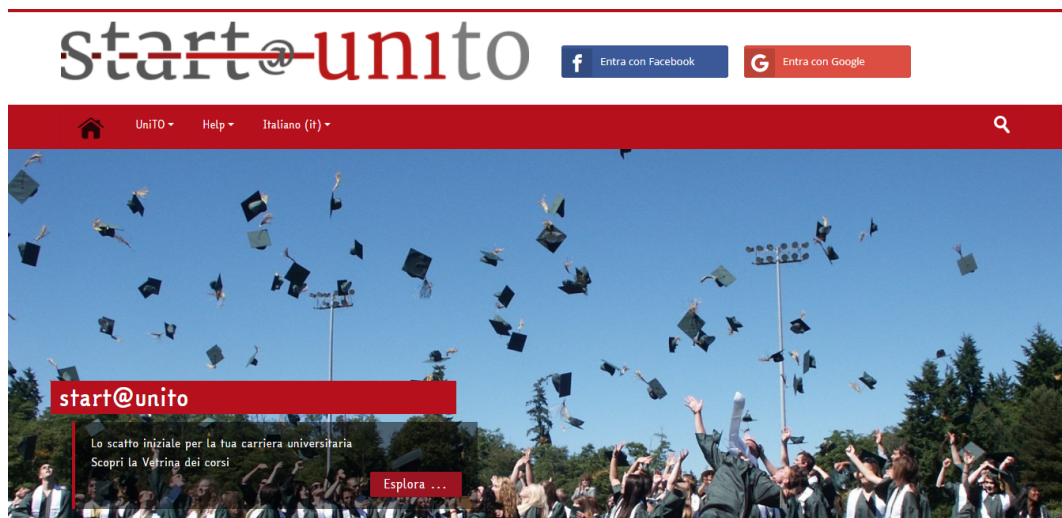 start@unito
Entra con Facebook
Entra con Google
UniTO
Help
Italiano (it)
start@unito
Lo scatto iniziale per la tua carriera universitaria
Scopri la Vetrina dei corsi
Esplora ...